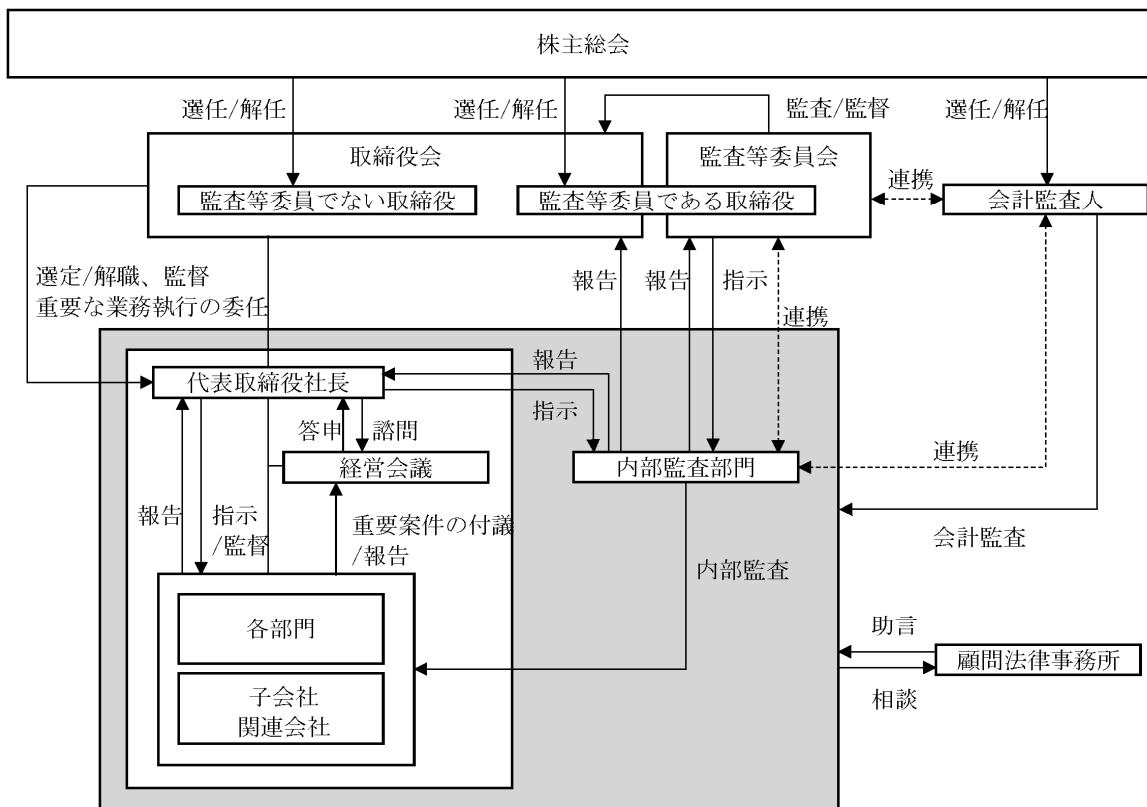 株主総会
選任/解任
選任/解任
監査/監督
選任/解任
取締役会
監査等委員会
監査等委員でない取締役
監査等委員である取締役
連携
会計監査人
選定/解職、監督
重要な業務執行の委任
報告
報告
指示
連携
代表取締役社長
報告
指示
答申
諮問
経営会議
内部監査部門
連携
報告
指示
/監督
重要案件の付議
/報告
会計監査
内部監査
各部門
子会社
関連会社
助言
顧問法律事務所
相談